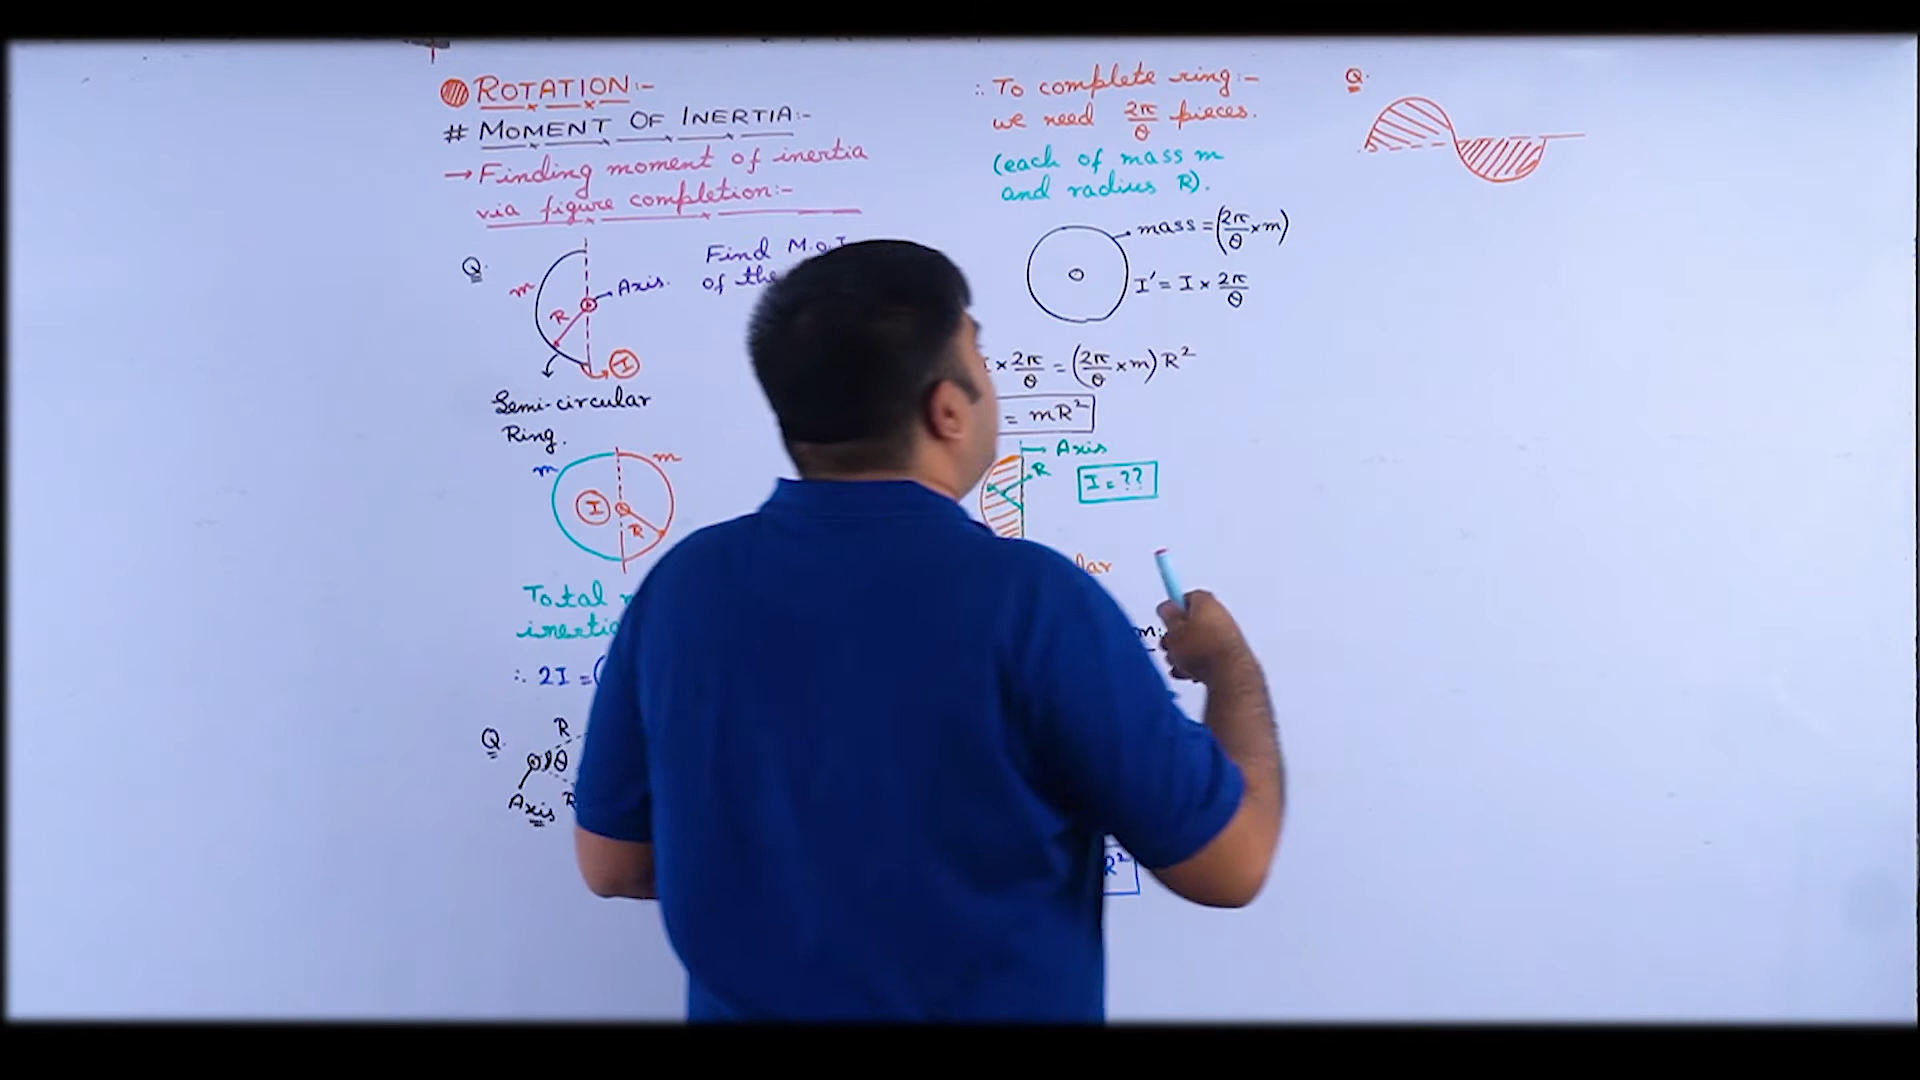 ROTATION:-
# MOMENT OF INERTIA:-
→ Finding moment of inertia
via figure completion:-
Q.
m
R
Axis.
I
Find M.o.I
of the
Semi-circular
Ring.
m
m
I
R
Total
inertia
∴ 2I = (
Q.
R
θ
Axis
R
∴ To complete ring:-
we need 2π/θ pieces.
(each of mass m
and radius R).
mass = (2π/θ × m)
I' = I × 2π/θ
I × 2π/θ = (2π/θ × m) R²
= mR²
Axis
R
I = ??
lar
m:
R²
Q.